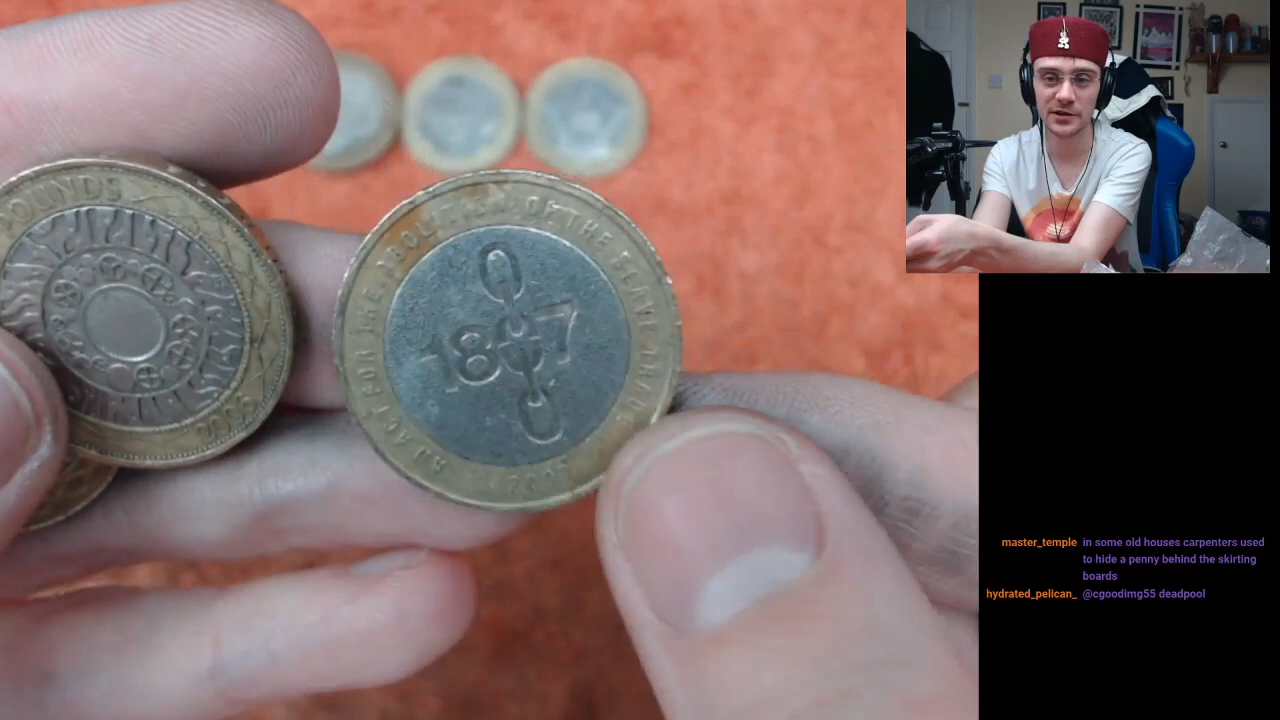 POUNDS
2006
AN ACT FOR THE ABOLITION OF THE SLAVE TRADE
1807
2007
master_temple in some old houses carpenters used
to hide a penny behind the skirting
boards
hydrated_pelican_ @cgoodimg55 deadpool